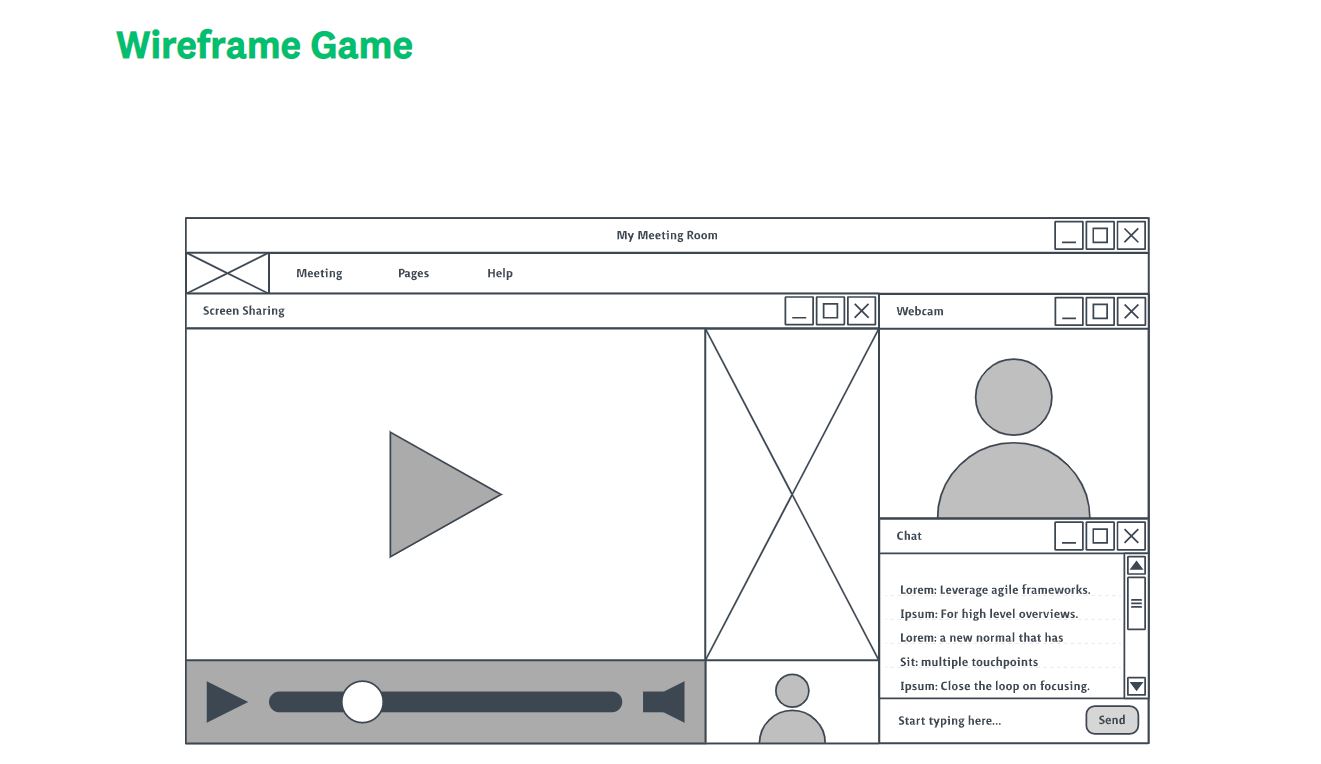 Wireframe Game
My Meeting Room
Meeting Pages Help
Screen Sharing
Webcam
Chat
Lorem: Leverage agile frameworks.
Ipsum: For high level overviews.
Lorem: a new normal that has
Sit: multiple touchpoints
Ipsum: Close the loop on focusing.
Start typing here...
Send